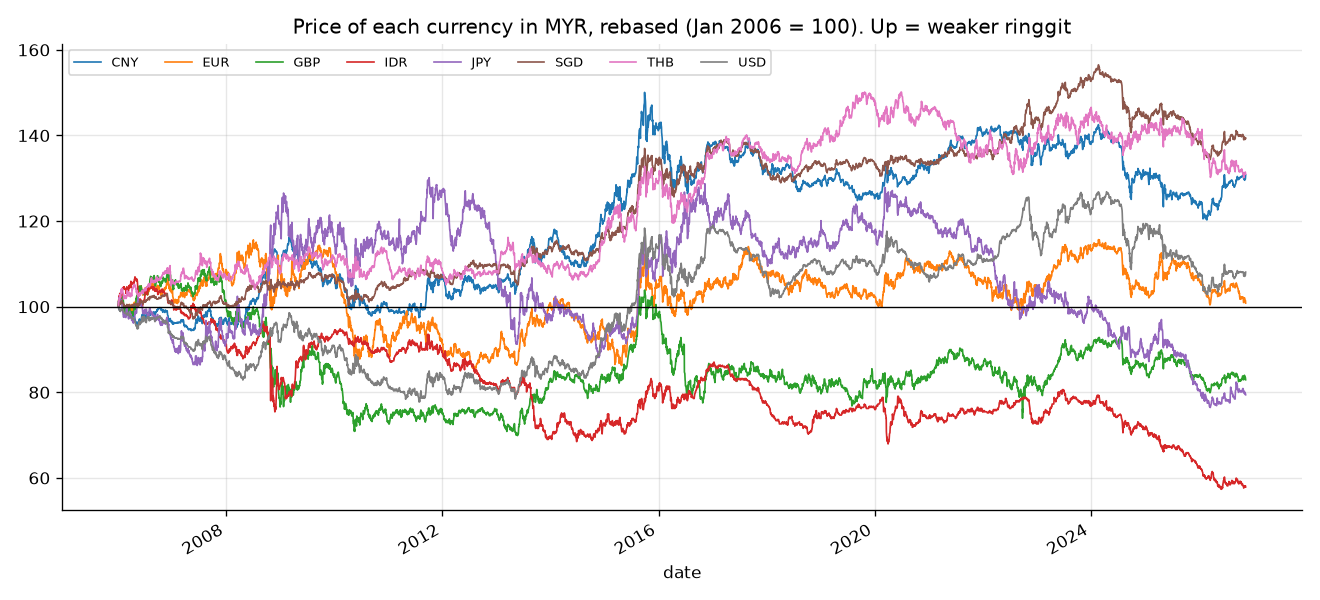 Price of each currency in MYR, rebased (Jan 2006 = 100). Up = weaker ringgit
CNY EUR GBP IDR JPY SGD THB USD
160
140
120
100
80
60
2008 2012 2016 2020 2024
date